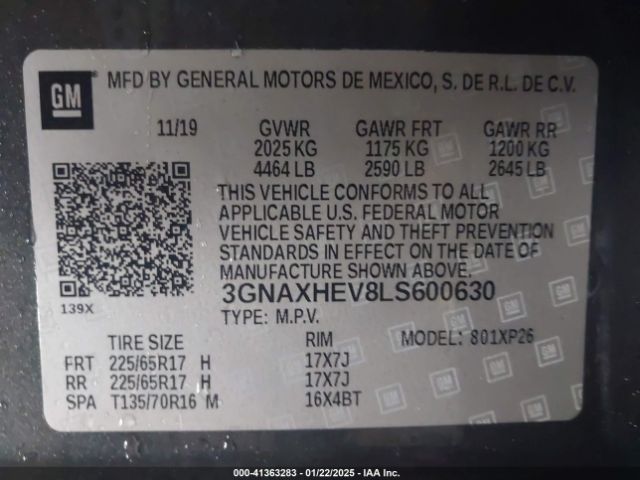 GM
MFD BY GENERAL MOTORS DE MEXICO, S. DE R.L. DE C.V.
11/19 GVWR GAWR FRT GAWR RR
2025 KG 1175 KG 1200 KG
4464 LB 2590 LB 2645 LB
THIS VEHICLE CONFORMS TO ALL
APPLICABLE U.S. FEDERAL MOTOR
VEHICLE SAFETY AND THEFT PREVENTION
STANDARDS IN EFFECT ON THE DATE OF
MANUFACTURE SHOWN ABOVE.
139X
3GNAXHEV8LS600630
TYPE: M.P.V.
TIRE SIZE RIM MODEL: 801XP26
FRT 225/65R17 H 17X7J
RR 225/65R17 H 17X7J
SPA T135/70R16 M 16X4BT
300-41363283 - 01/22/2025 - IAA Inc.